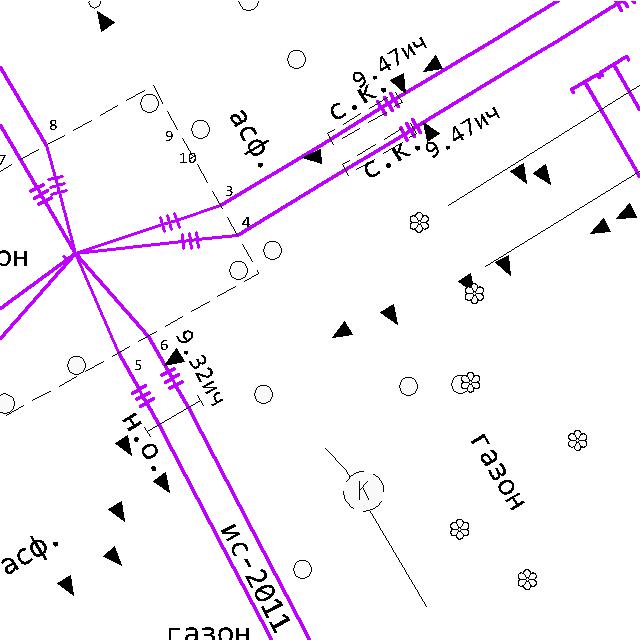 9.47ич
с.к.
асф.
8
9
10
с.к.
9.47ич
7
3
4
он
6
5
9.32ич
н.о.
газон
К
асф.
ис-2011
газон